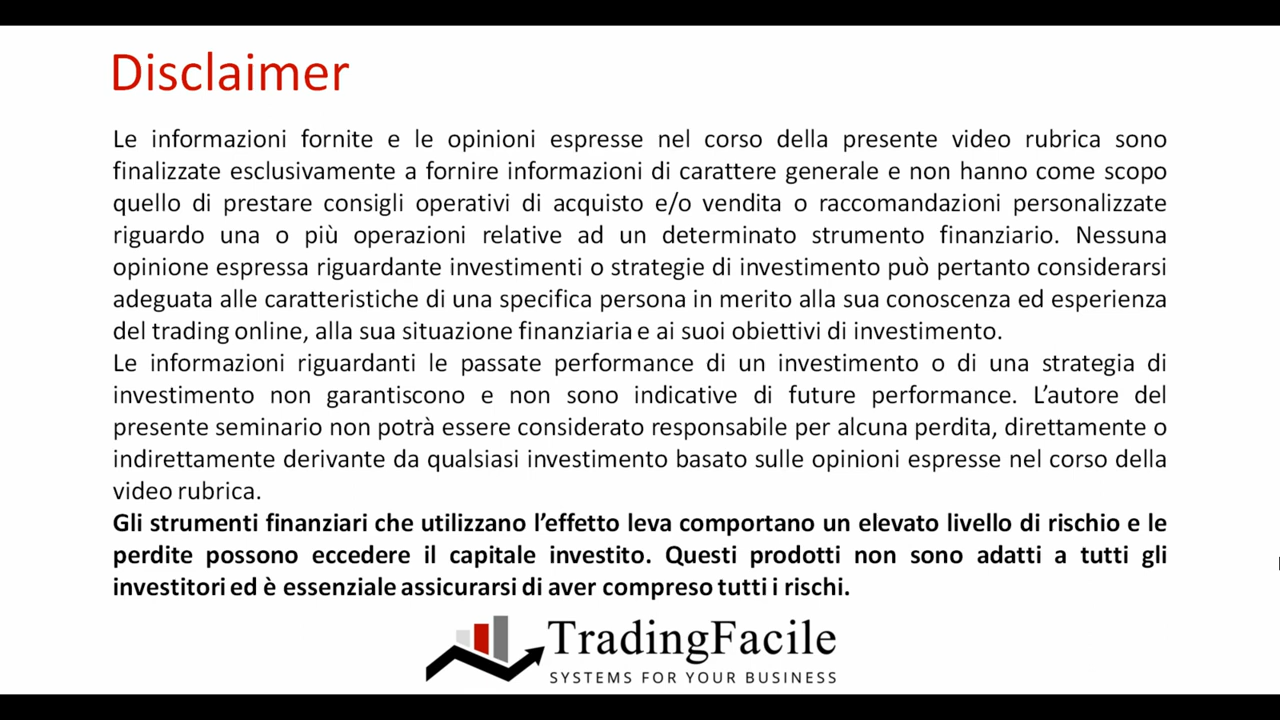 Disclaimer
Le informazioni fornite e le opinioni espresse nel corso della presente video rubrica sono
finalizzate esclusivamente a fornire informazioni di carattere generale e non hanno come scopo
quello di prestare consigli operativi di acquisto e/o vendita o raccomandazioni personalizzate
riguardo una o più operazioni relative ad un determinato strumento finanziario. Nessuna
opinione espressa riguardante investimenti o strategie di investimento può pertanto considerarsi
adeguata alle caratteristiche di una specifica persona in merito alla sua conoscenza ed esperienza
del trading online, alla sua situazione finanziaria e ai suoi obiettivi di investimento.
Le informazioni riguardanti le passate performance di un investimento o di una strategia di
investimento non garantiscono e non sono indicative di future performance. L’autore del
presente seminario non potrà essere considerato responsabile per alcuna perdita, direttamente o
indirettamente derivante da qualsiasi investimento basato sulle opinioni espresse nel corso della
video rubrica.
Gli strumenti finanziari che utilizzano l’effetto leva comportano un elevato livello di rischio e le
perdite possono eccedere il capitale investito. Questi prodotti non sono adatti a tutti gli
investitori ed è essenziale assicurarsi di aver compreso tutti i rischi.
TradingFacile
SYSTEMS FOR YOUR BUSINESS